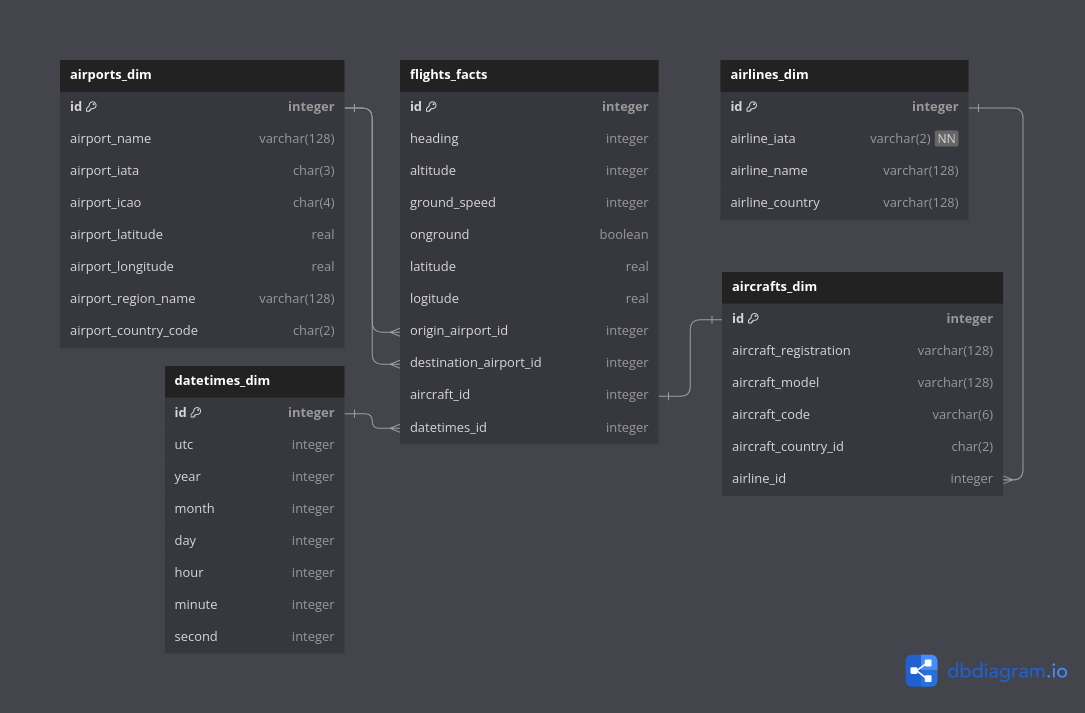 airports_dim
id integer
airport_name varchar(128)
airport_iata char(3)
airport_icao char(4)
airport_latitude real
airport_longitude real
airport_region_name varchar(128)
airport_country_code char(2)
flights_facts
id integer
heading integer
altitude integer
ground_speed integer
onground boolean
latitude real
logitude real
origin_airport_id integer
destination_airport_id integer
aircraft_id integer
datetimes_id integer
airlines_dim
id integer
airline_iata varchar(2) NN
airline_name varchar(128)
airline_country varchar(128)
aircrafts_dim
id integer
aircraft_registration varchar(128)
aircraft_model varchar(128)
aircraft_code varchar(6)
aircraft_country_id char(2)
airline_id integer
datetimes_dim
id integer
utc integer
year integer
month integer
day integer
hour integer
minute integer
second integer
dbdiagram.io